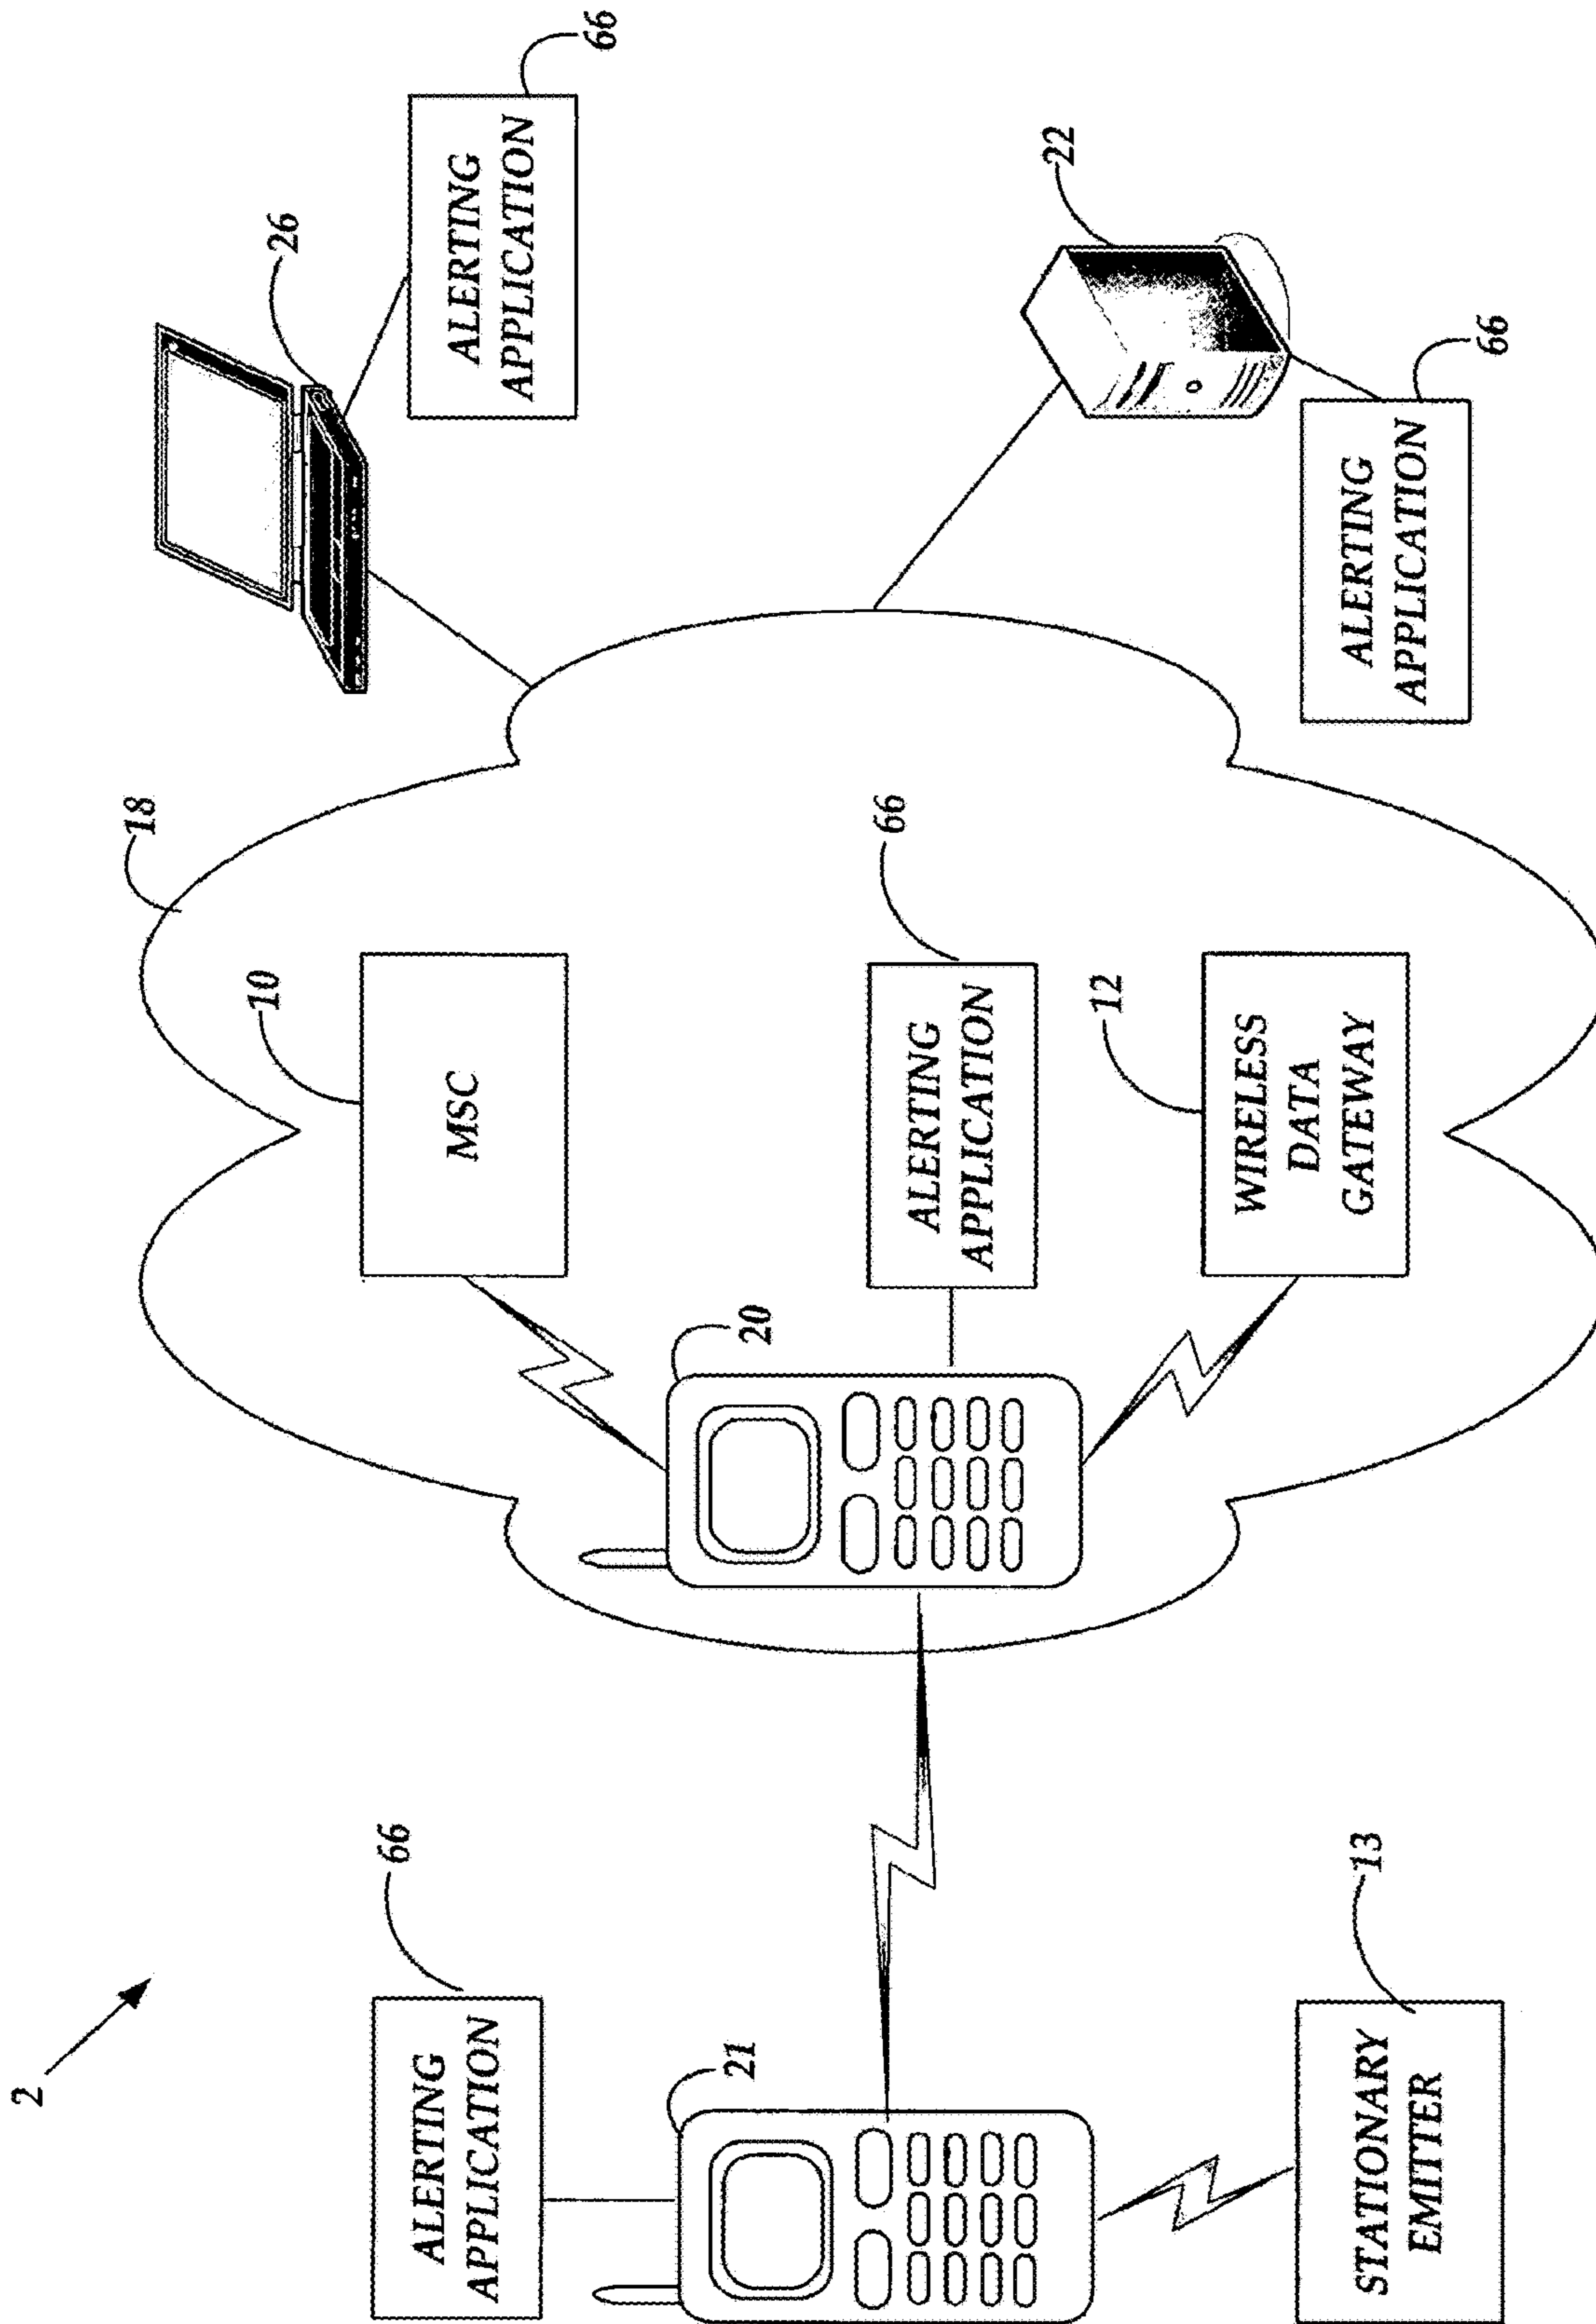 2
66
ALERTING
APPLICATION
21
STATIONARY
EMITTER
13
18
10
MSC
20
66
ALERTING
APPLICATION
12
WIRELESS
DATA
GATEWAY
26
66
ALERTING
APPLICATION
22
66
ALERTING
APPLICATION